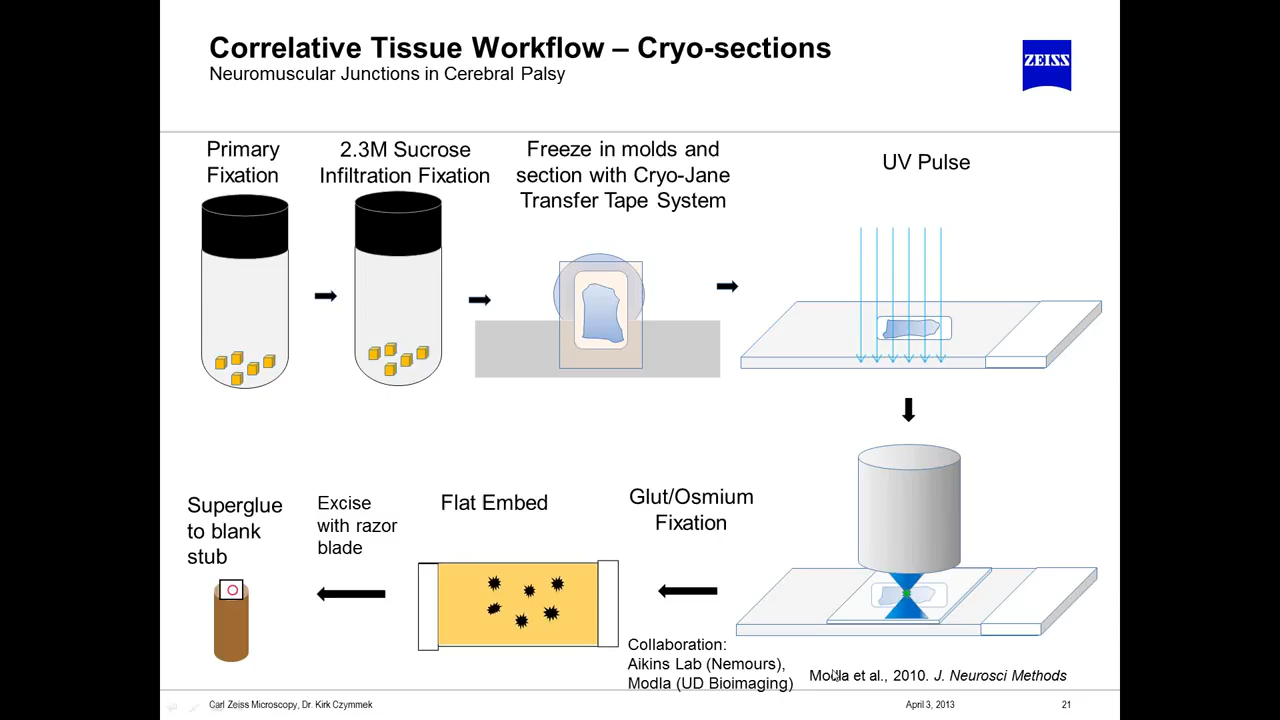 Correlative Tissue Workflow – Cryo-sections
Neuromuscular Junctions in Cerebral Palsy
ZEISS
Primary
Fixation
2.3M Sucrose
Infiltration Fixation
Freeze in molds and
section with Cryo-Jane
Transfer Tape System
UV Pulse
Superglue
to blank
stub
Excise
with razor
blade
Flat Embed
Glut/Osmium
Fixation
Collaboration:
Aikins Lab (Nemours),
Modla (UD Bioimaging)
Modla et al., 2010. J. Neurosci Methods
Carl Zeiss Microscopy, Dr. Kirk Czymmek
April 3, 2013
21